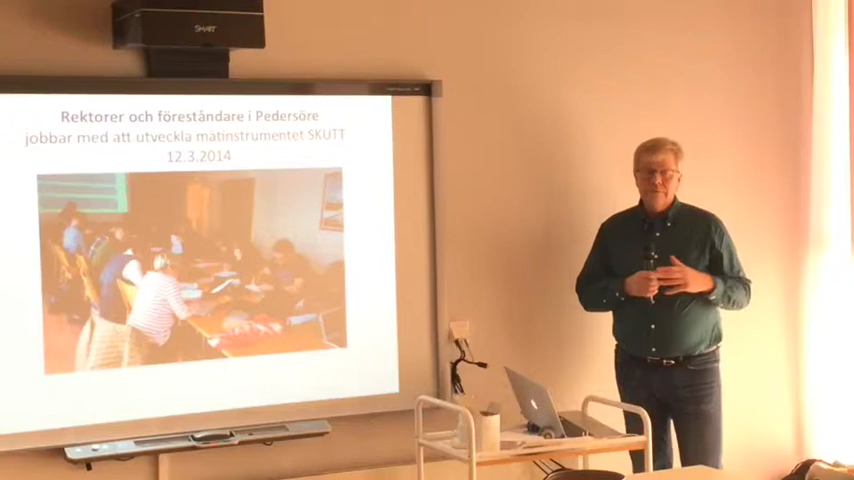 SMART
Rektorer och föreståndare i Pedersöre
jobbar med att utveckla mätinstrumentet SKUTT
12.3.2014